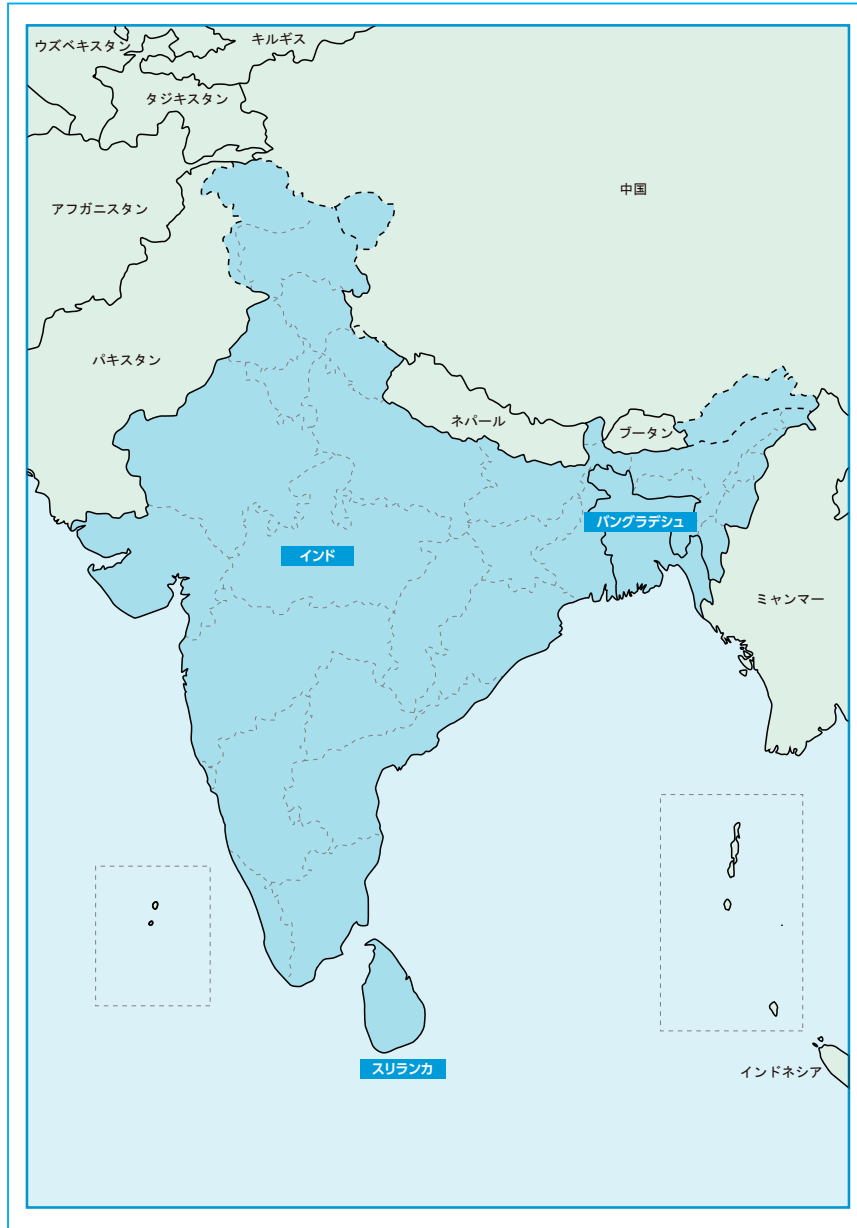 キルギス
ウズベキスタン
タジキスタン
中国
アフガニスタン
パキスタン
ネパール
ブータン
バングラデシュ
インド
ミャンマー
スリランカ
インドネシア